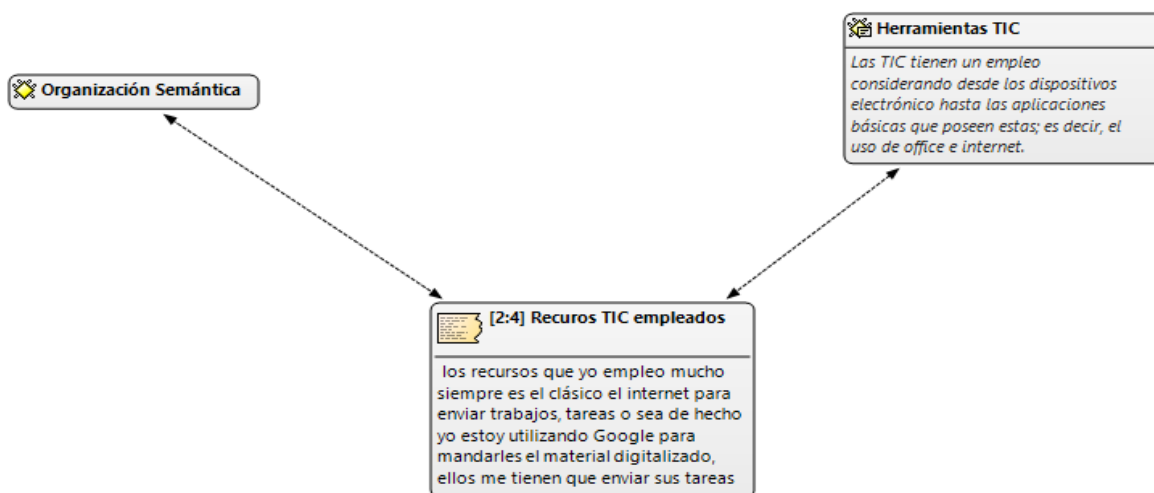 Organización Semántica
Herramientas TIC
Las TIC tienen un empleo
considerando desde los dispositivos
electrónico hasta las aplicaciones
básicas que poseen estas; es decir, el
uso de office e internet.
[2:4] Recuros TIC empleados
los recursos que yo empleo mucho
siempre es el clásico el internet para
enviar trabajos, tareas o sea de hecho
yo estoy utilizando Google para
mandarles el material digitalizado,
ellos me tienen que enviar sus tareas